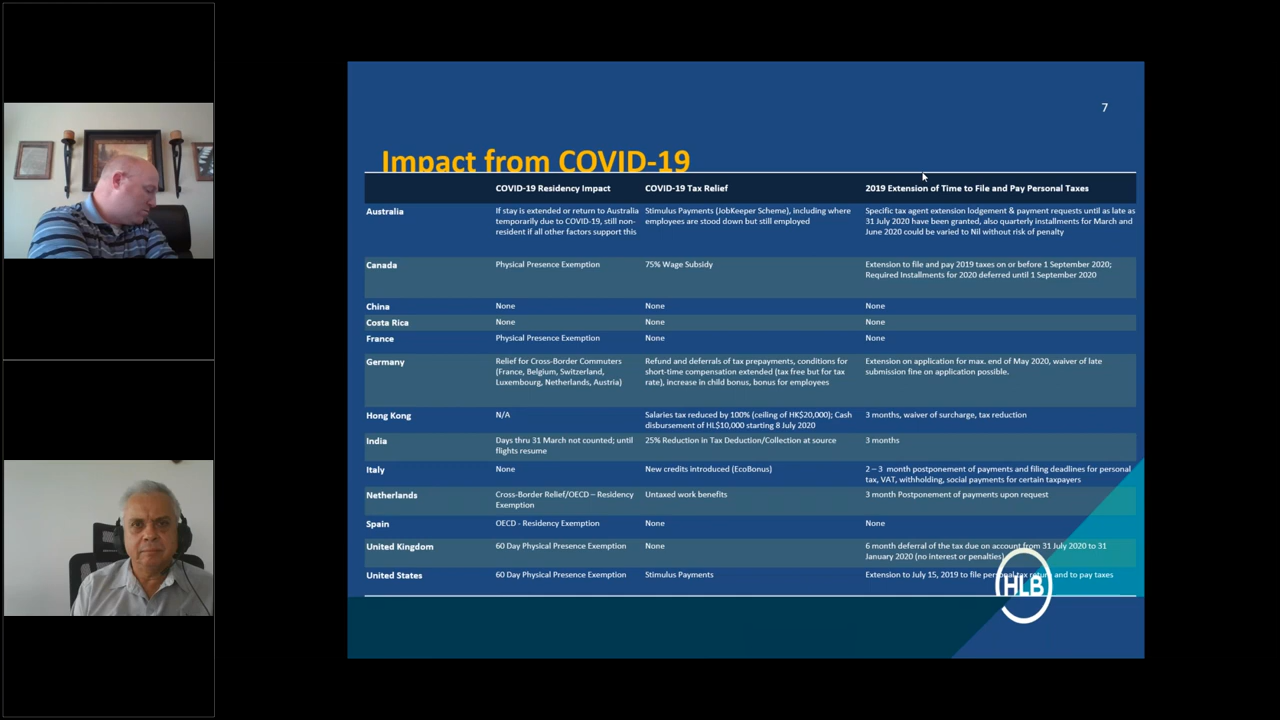 7
Impact from COVID-19
COVID-19 Residency Impact COVID-19 Tax Relief 2019 Extension of Time to File and Pay Personal Taxes
Australia If stay is extended or return to Australia Stimulus Payments (JobKeeper Scheme), including where Specific tax agent extension lodgement & payment requests until as late as
temporarily due to COVID-19, still non- employees are stood down but still employed 31 July 2020 have been granted, also quarterly installments for March and
resident if all other factors support this June 2020 could be varied to Nil without risk of penalty
Canada Physical Presence Exemption 75% Wage Subsidy Extension to file and pay 2019 taxes on or before 1 September 2020;
Required Installments for 2020 deferred until 1 September 2020
China None None None
Costa Rica None None None
France Physical Presence Exemption None None
Germany Relief for Cross-Border Commuters Refund and deferrals of tax prepayments, conditions for Extension on application for max. end of May 2020, waiver of late
(France, Belgium, Switzerland, short-time compensation extended (tax free but for tax submission fine on application possible.
Luxembourg, Netherlands, Austria) rate), increase in child bonus, bonus for employees
Hong Kong N/A Salaries tax reduced by 100% (ceiling of HK$20,000); Cash 3 months, waiver of surcharge, tax reduction
disbursement of HL$10,000 starting 8 July 2020
India Days thru 31 March not counted; until 25% Reduction in Tax Deduction/Collection at source 3 months
flights resume
Italy None New credits introduced (EcoBonus) 2 – 3 month postponement of payments and filing deadlines for personal
tax, VAT, withholding, social payments for certain taxpayers
Netherlands Cross-Border Relief/OECD – Residency Untaxed work benefits 3 month Postponement of payments upon request
Exemption
Spain OECD - Residency Exemption None None
United Kingdom 60 Day Physical Presence Exemption None 6 month deferral of the tax due on account from 31 July 2020 to 31
January 2020 (no interest or penalties)
United States 60 Day Physical Presence Exemption Stimulus Payments Extension to July 15, 2019 to file personal tax return and to pay taxes
HLB